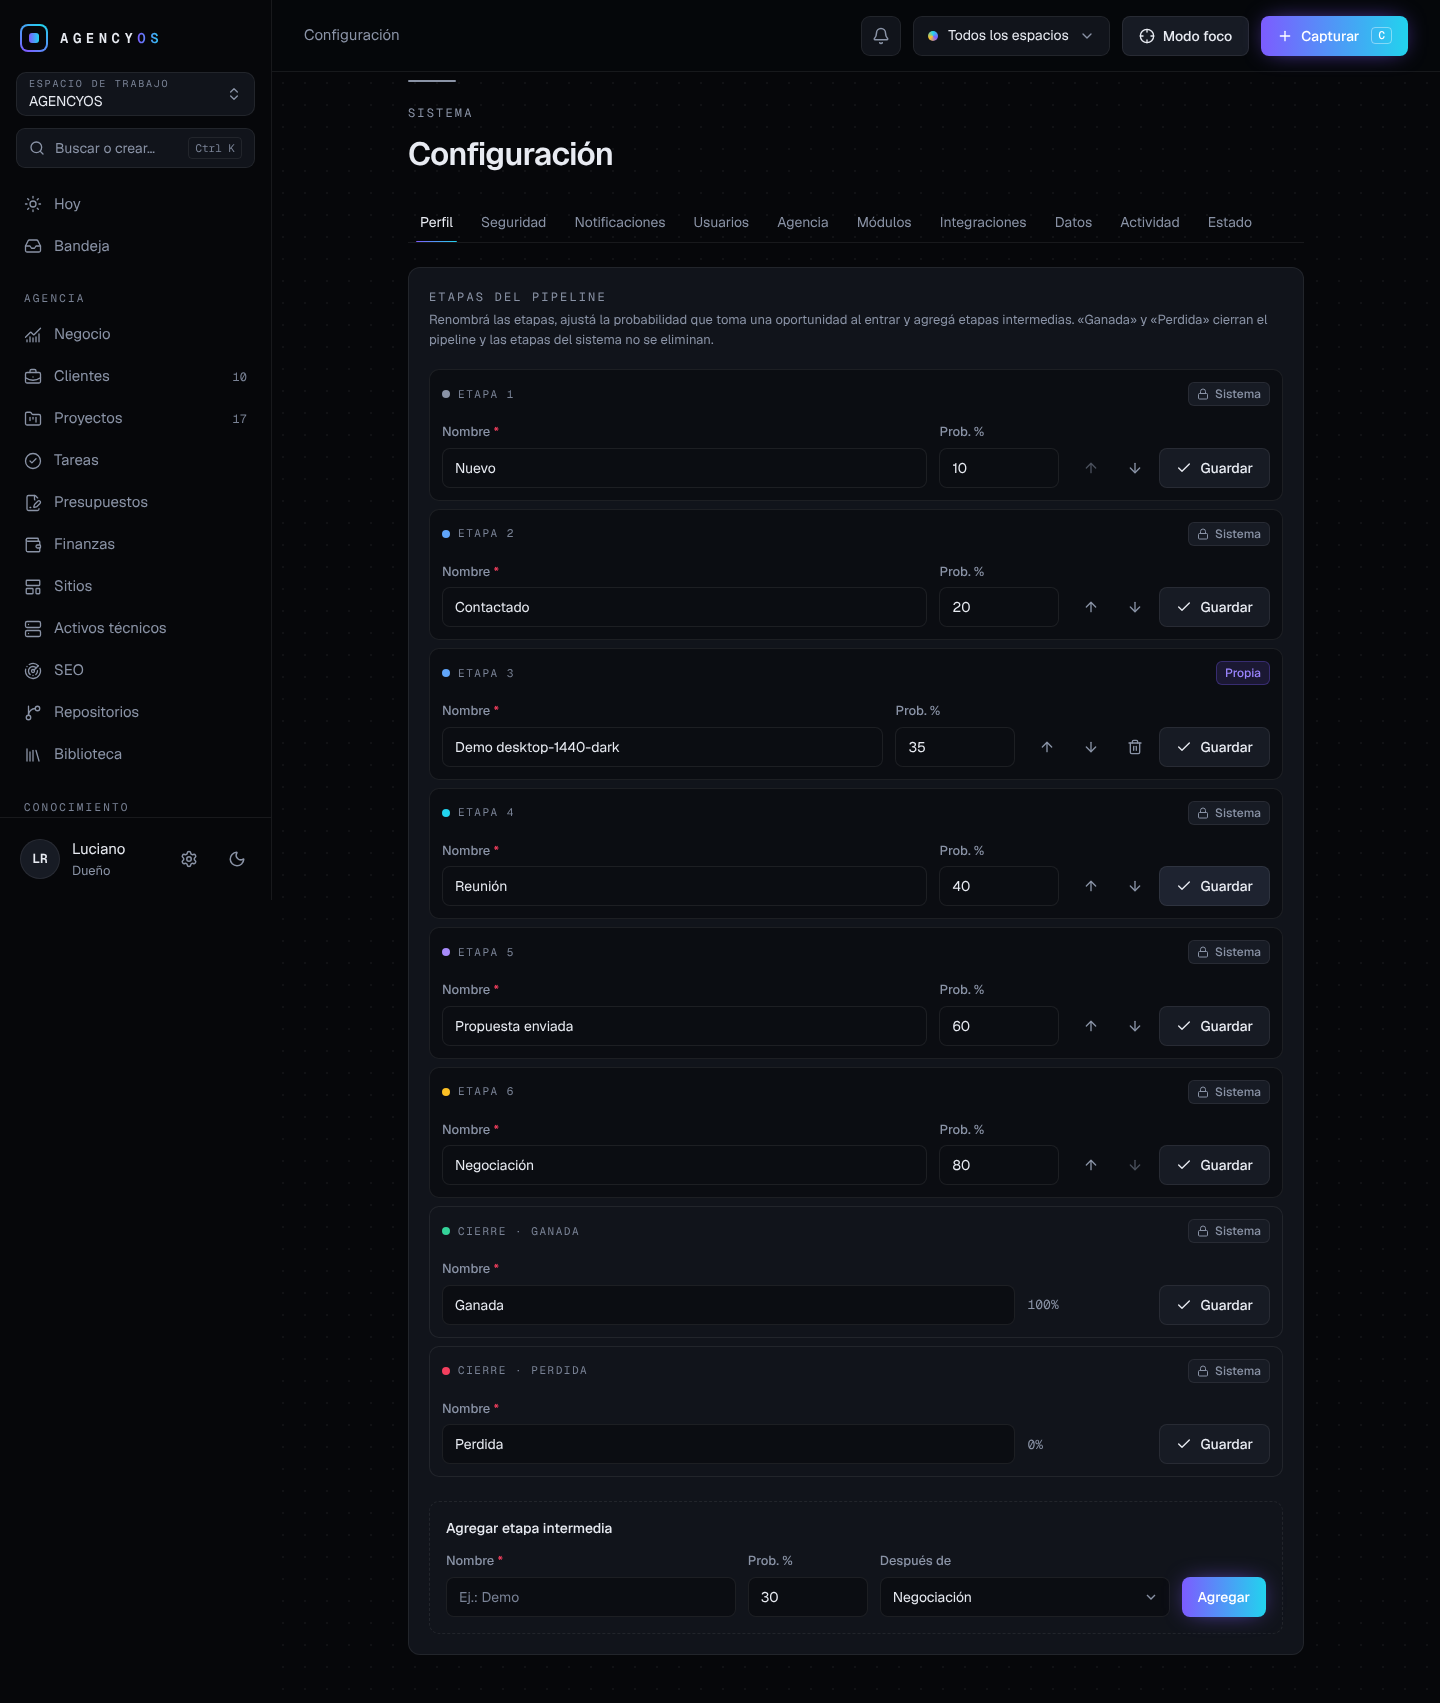 AGENCYOS
ESPACIO DE TRABAJO
AGENCYOS
Buscar o crear... Ctrl K
Hoy
Bandeja
AGENCIA
Negocio
Clientes 10
Proyectos 17
Tareas
Presupuestos
Finanzas
Sitios
Activos técnicos
SEO
Repositorios
Biblioteca
CONOCIMIENTO
LR
Luciano
Dueño
Configuración
Todos los espacios
Modo foco
Capturar C
SISTEMA
Configuración
Perfil Seguridad Notificaciones Usuarios Agencia Módulos Integraciones Datos Actividad Estado
ETAPAS DEL PIPELINE
Renombrá las etapas, ajustá la probabilidad que toma una oportunidad al entrar y agregá etapas intermedias. «Ganada» y «Perdida» cierran el
pipeline y las etapas del sistema no se eliminan.
ETAPA 1 Sistema
Nombre * Prob. %
Nuevo 10 Guardar
ETAPA 2 Sistema
Nombre * Prob. %
Contactado 20 Guardar
ETAPA 3 Propia
Nombre * Prob. %
Demo desktop-1440-dark 35 Guardar
ETAPA 4 Sistema
Nombre * Prob. %
Reunión 40 Guardar
ETAPA 5 Sistema
Nombre * Prob. %
Propuesta enviada 60 Guardar
ETAPA 6 Sistema
Nombre * Prob. %
Negociación 80 Guardar
CIERRE · GANADA Sistema
Nombre *
Ganada 100% Guardar
CIERRE · PERDIDA Sistema
Nombre *
Perdida 0% Guardar
Agregar etapa intermedia
Nombre * Prob. % Después de
Ej.: Demo 30 Negociación Agregar